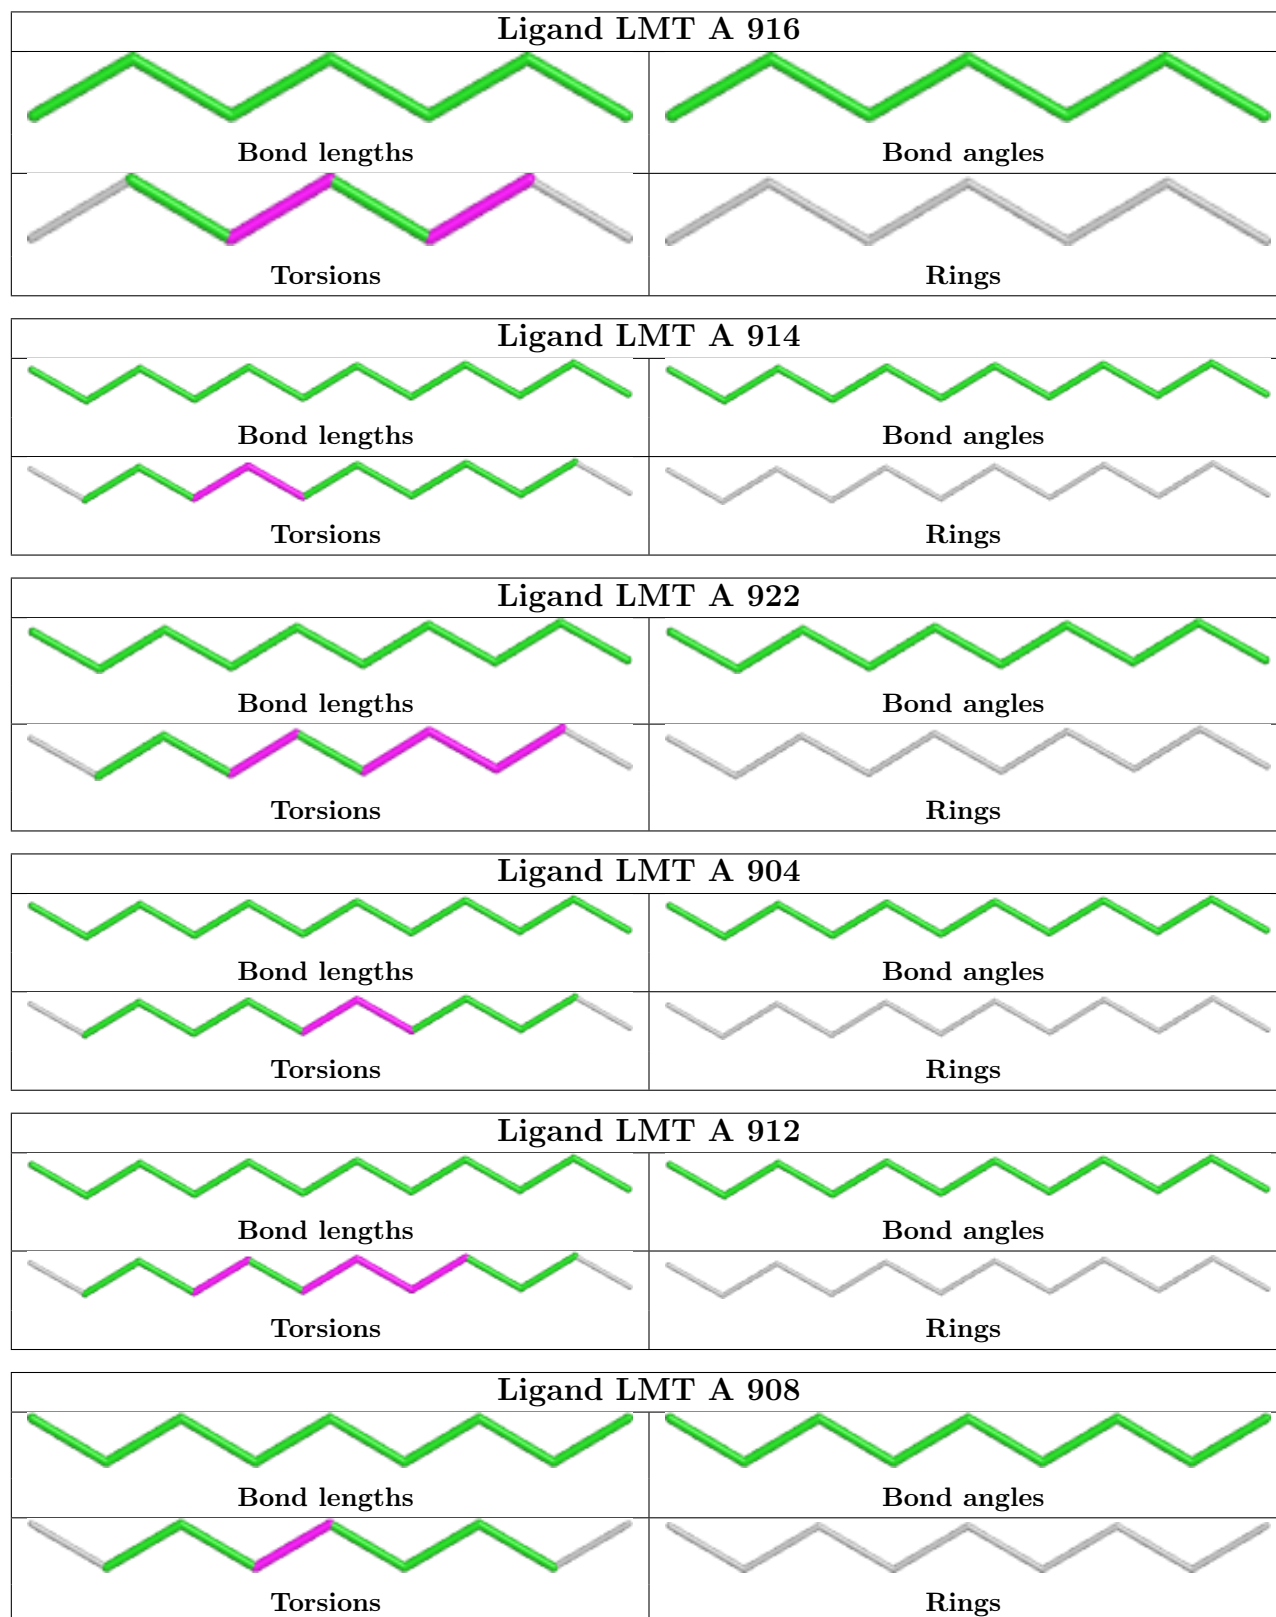 Ligand LMT A 916
Bond lengths
Bond angles
Torsions
Rings
Ligand LMT A 914
Bond lengths
Bond angles
Torsions
Rings
Ligand LMT A 922
Bond lengths
Bond angles
Torsions
Rings
Ligand LMT A 904
Bond lengths
Bond angles
Torsions
Rings
Ligand LMT A 912
Bond lengths
Bond angles
Torsions
Rings
Ligand LMT A 908
Bond lengths
Bond angles
Torsions
Rings